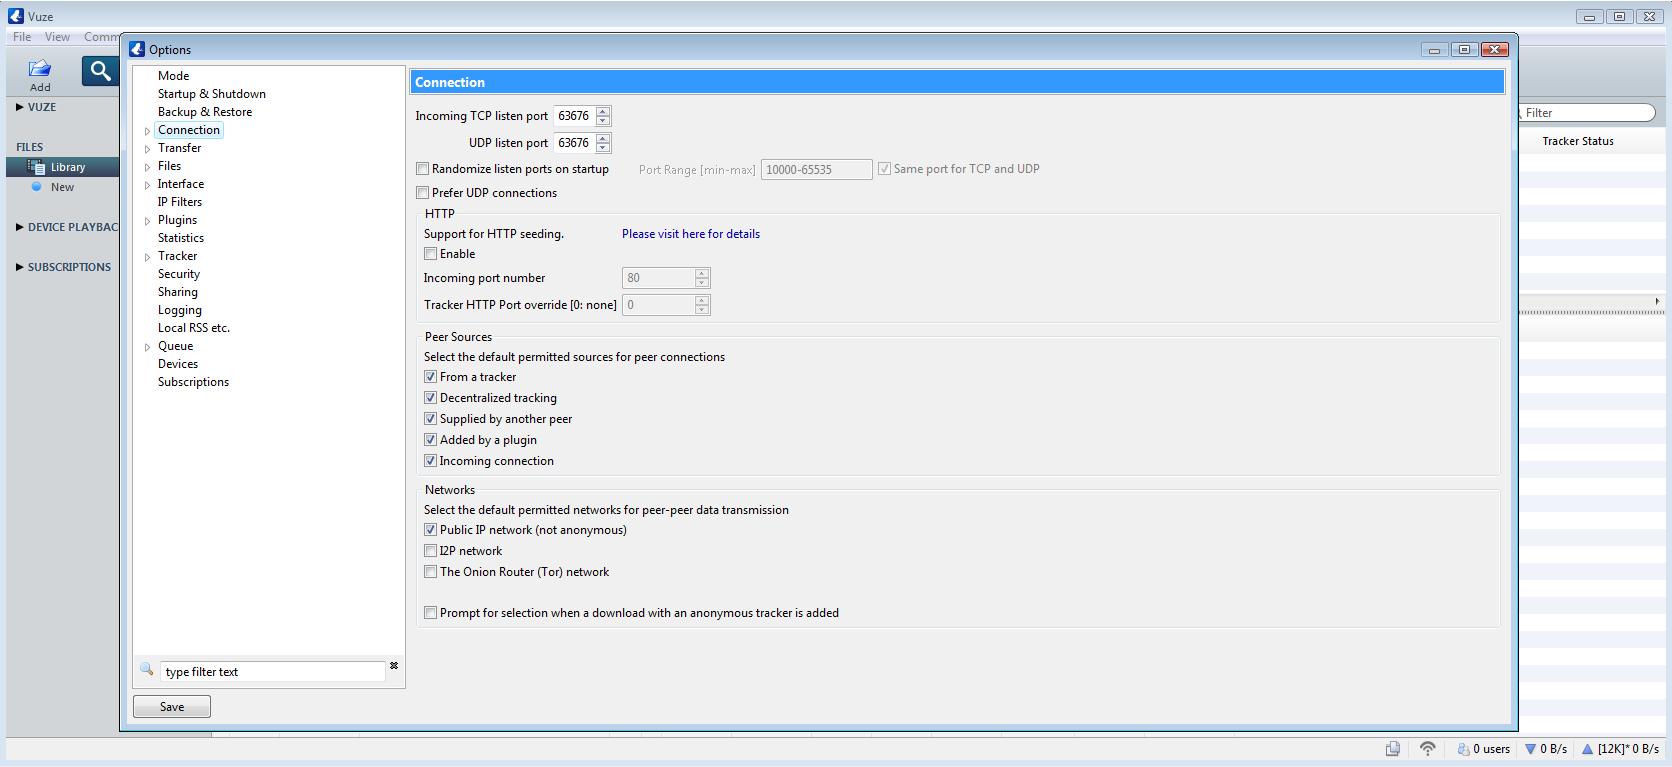 Vuze
File View Comm
Add
VUZE
FILES
Library
New
DEVICE PLAYBAC
SUBSCRIPTIONS
Options
Mode
Startup & Shutdown
Backup & Restore
Connection
Transfer
Files
Interface
IP Filters
Plugins
Statistics
Tracker
Security
Sharing
Logging
Local RSS etc.
Queue
Devices
Subscriptions
type filter text
Save
Connection
Incoming TCP listen port 63676
UDP listen port 63676
Randomize listen ports on startup Port Range [min-max] 10000-65535 Same port for TCP and UDP
Prefer UDP connections
HTTP
Support for HTTP seeding. Please visit here for details
Enable
Incoming port number 80
Tracker HTTP Port override [0: none] 0
Peer Sources
Select the default permitted sources for peer connections
From a tracker
Decentralized tracking
Supplied by another peer
Added by a plugin
Incoming connection
Networks
Select the default permitted networks for peer-peer data transmission
Public IP network (not anonymous)
I2P network
The Onion Router (Tor) network
Prompt for selection when a download with an anonymous tracker is added
Filter
Tracker Status
0 users 0 B/s [12K]* 0 B/s